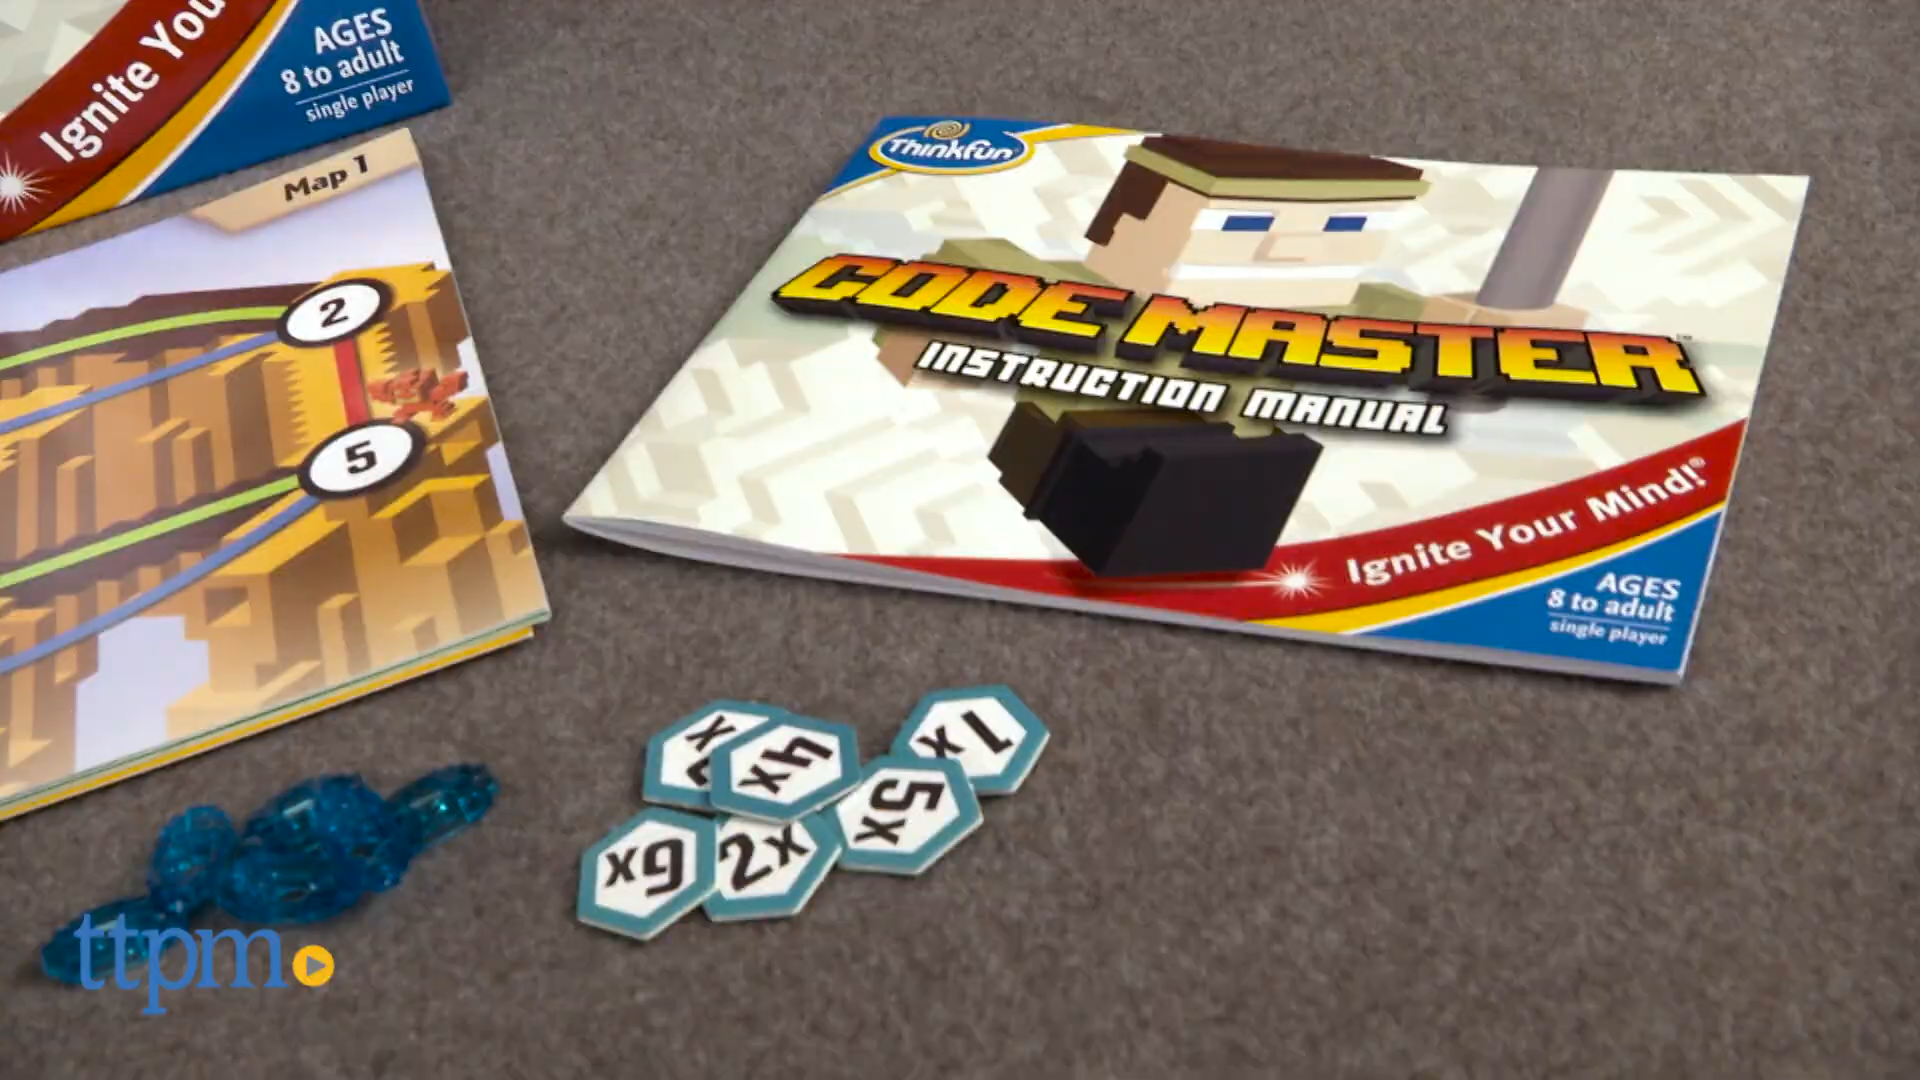 Ignite You
AGES
8 to adult
single player
Map 1
2
5
ThinkFun
CODE MASTER™
INSTRUCTION MANUAL
Ignite Your Mind!®
AGES
8 to adult
single player
x
4x
1x
5x
6x
2x
ttpm